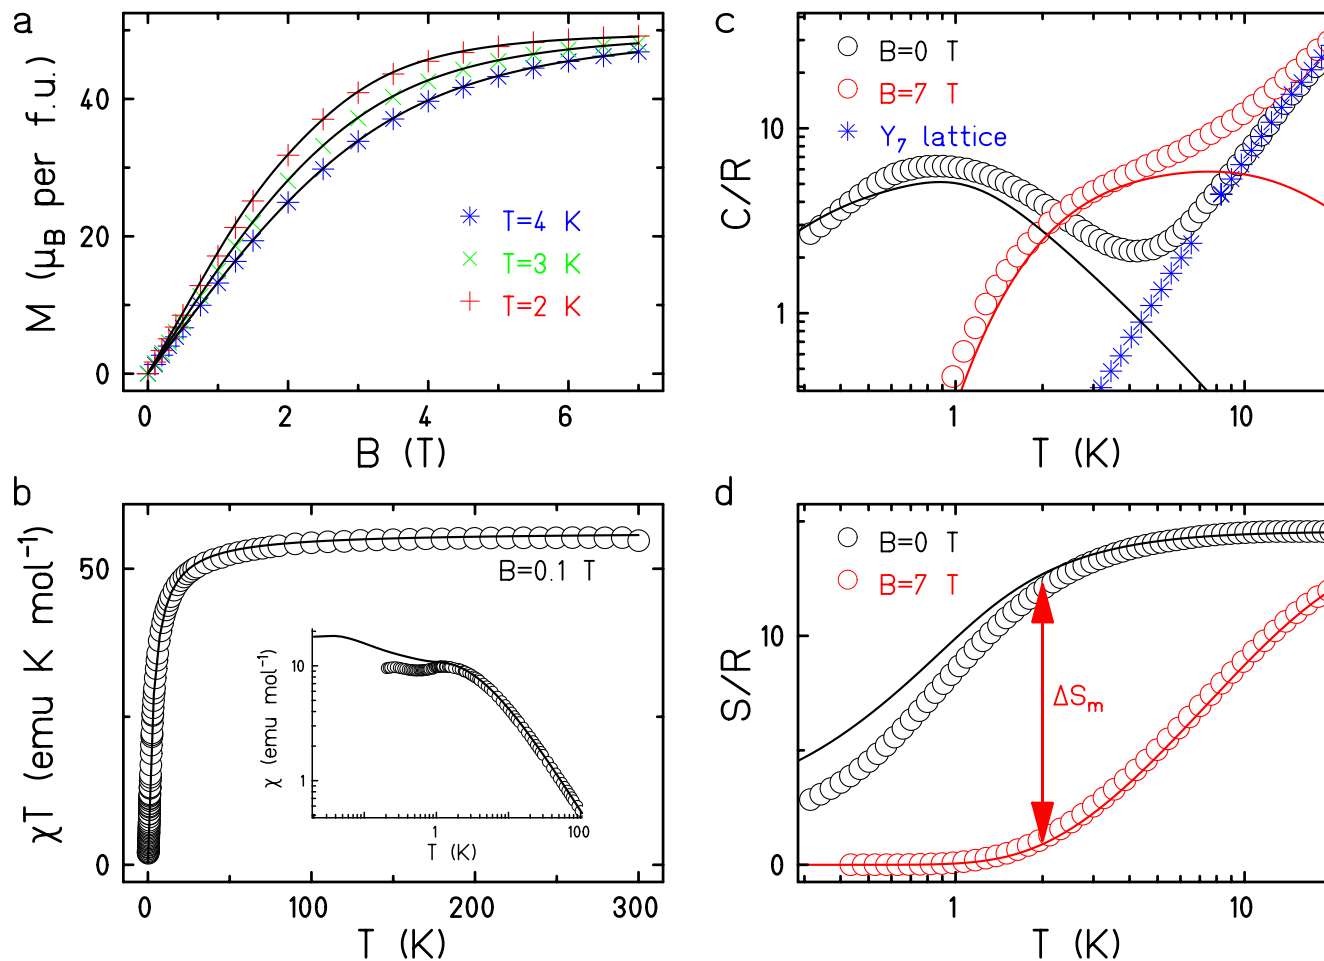 a
M (μB per f.u.)
40
20
0
T=4 K
T=3 K
T=2 K
0 2 4 6
B (T)
c
C/R
10
1
B=0 T
B=7 T
Y7 lattice
1 10
T (K)
b
χT (emu K mol⁻¹)
50
0
B=0.1 T
χ (emu mol⁻¹)
10
1
1 100
T (K)
0 100 200 300
T (K)
d
S/R
10
0
B=0 T
B=7 T
ΔSm
1 10
T (K)